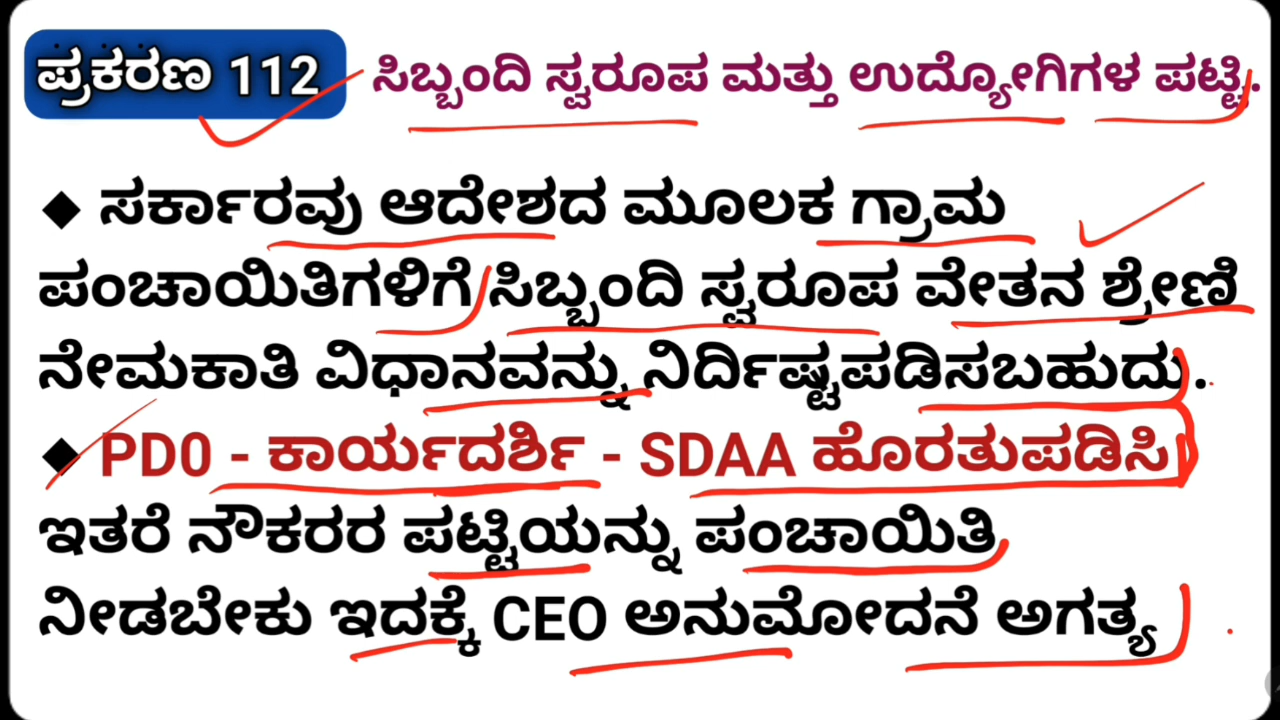 ಪ್ರಕರಣ 112 ಸಿಬ್ಬಂದಿ ಸ್ವರೂಪ ಮತ್ತು ಉದ್ಯೋಗಿಗಳ ಪಟ್ಟಿ.
◆ ಸರ್ಕಾರವು ಆದೇಶದ ಮೂಲಕ ಗ್ರಾಮ
ಪಂಚಾಯಿತಿಗಳಿಗೆ ಸಿಬ್ಬಂದಿ ಸ್ವರೂಪ ವೇತನ ಶ್ರೇಣಿ
ನೇಮಕಾತಿ ವಿಧಾನವನ್ನು ನಿರ್ದಿಷ್ಟಪಡಿಸಬಹುದು.
◆ PD0 - ಕಾರ್ಯದರ್ಶಿ - SDAA ಹೊರತುಪಡಿಸಿ
ಇತರೆ ನೌಕರರ ಪಟ್ಟಿಯನ್ನು ಪಂಚಾಯಿತಿ
ನೀಡಬೇಕು ಇದಕ್ಕೆ CEO ಅನುಮೋದನೆ ಅಗತ್ಯ